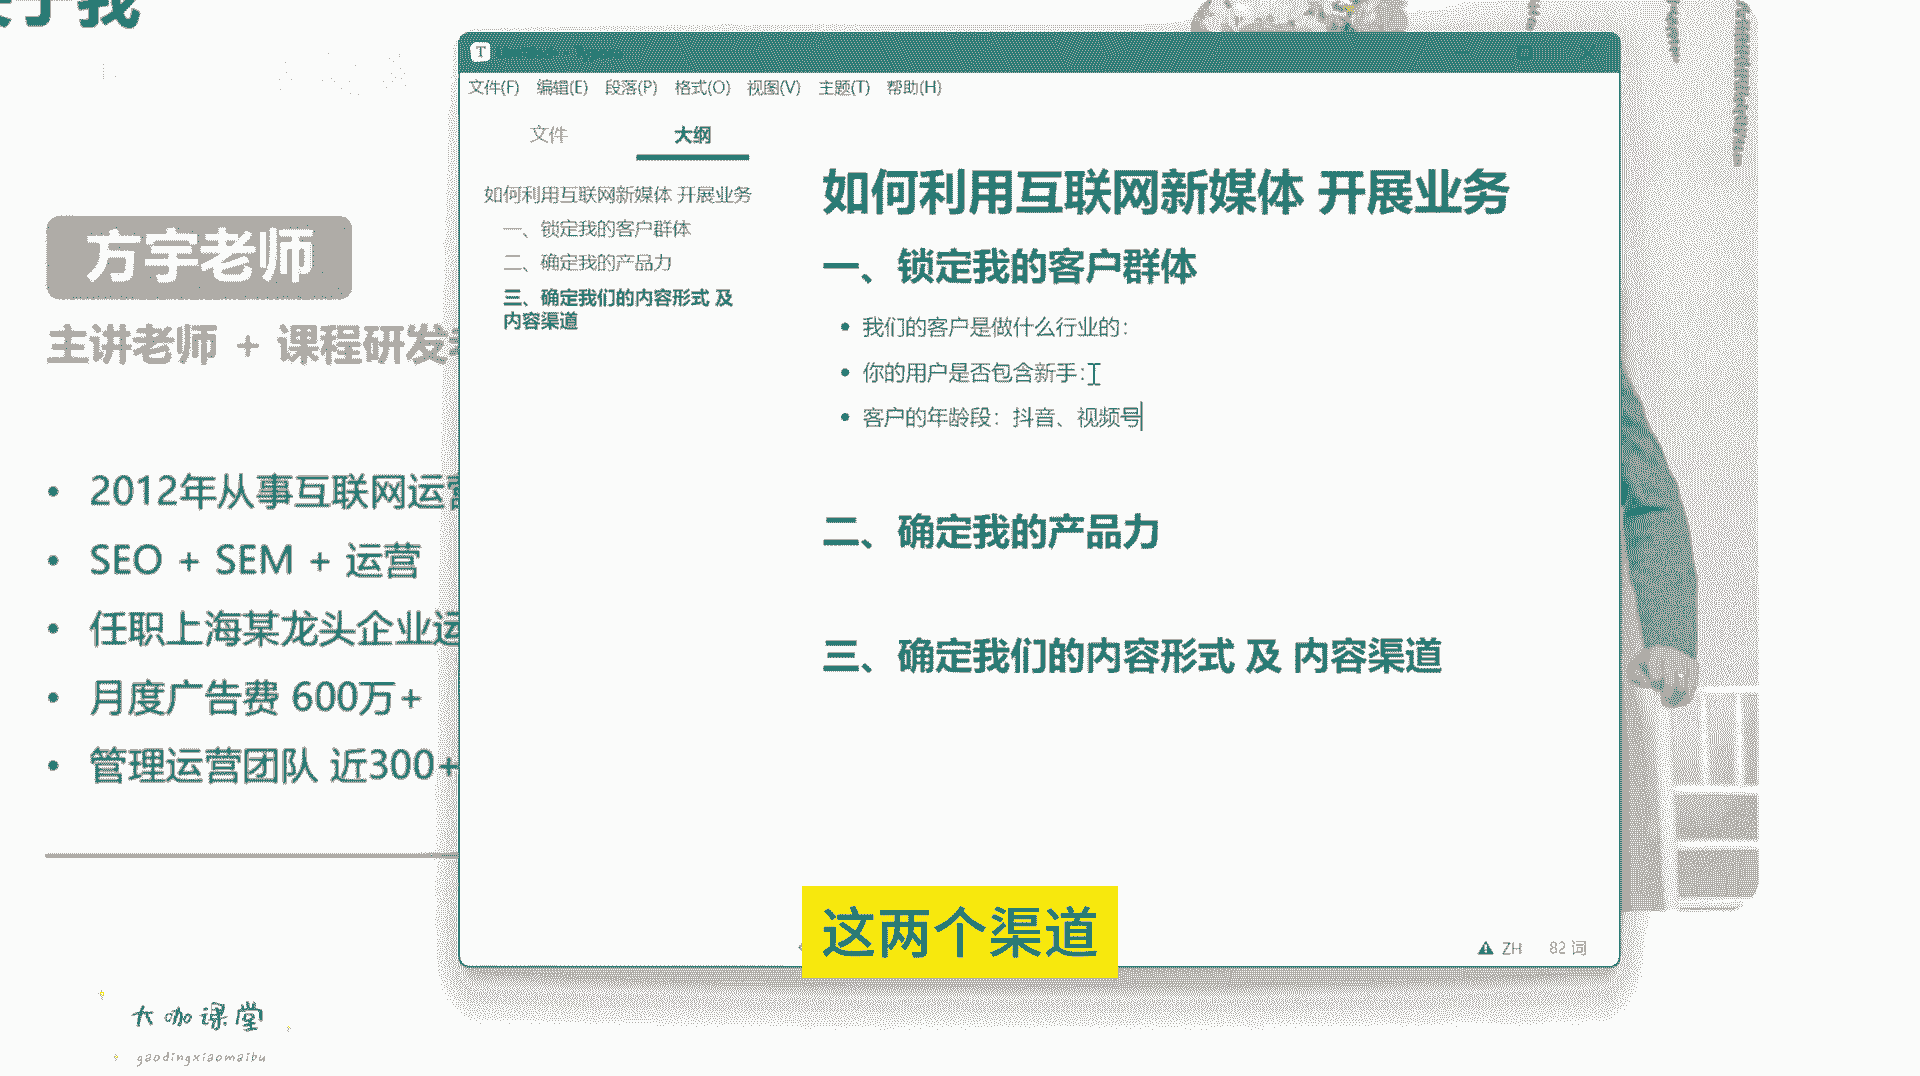 方宇老师
主讲老师 + 课程研发
2012年从事互联网运营
SEO + SEM + 运营
任职上海某龙头企业运
月度广告费 600万+
管理运营团队 近300+
大咖课堂
gaodingxiaomaibu
T
文件(F) 编辑(E) 段落(P) 格式(O) 视图(V) 主题(T) 帮助(H)
文件 大纲
如何利用互联网新媒体 开展业务
一、锁定我的客户群体
二、确定我的产品力
三、确定我们的内容形式 及
内容渠道
如何利用互联网新媒体 开展业务
一、锁定我的客户群体
我们的客户是做什么行业的：
你的用户是否包含新手：
客户的年龄段：抖音、视频号
二、确定我的产品力
三、确定我们的内容形式 及 内容渠道
这两个渠道
ZH 82 词